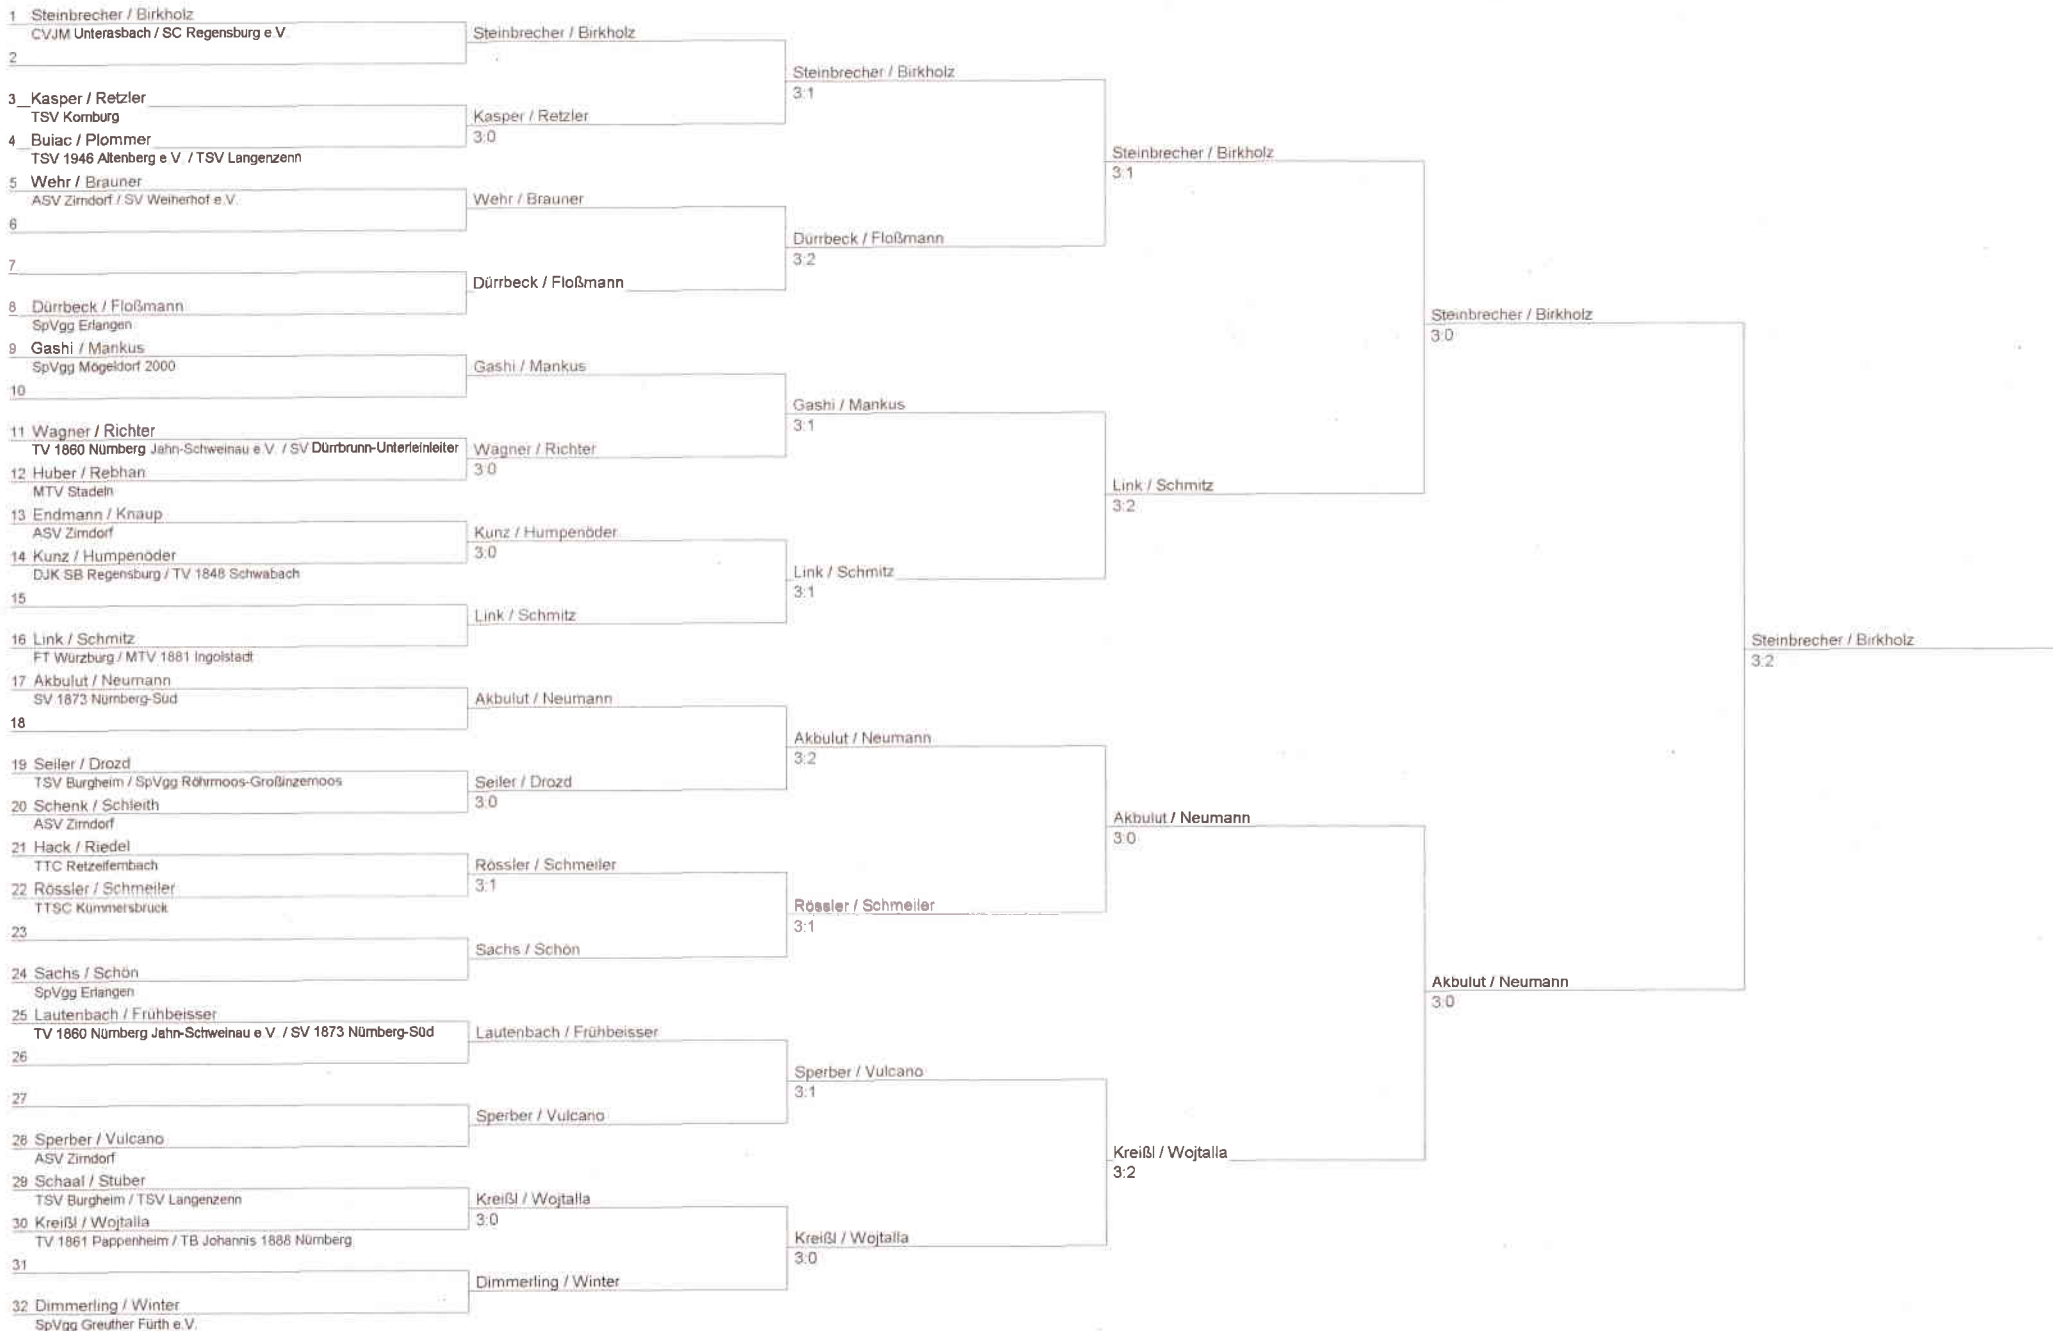 1 Steinbrecher / Birkholz
CVJM Unterasbach / SC Regensburg e.V.
2
3 Kasper / Retzler
TSV Kornburg
4 Buiac / Plommer
TSV 1946 Altenberg e.V. / TSV Langenzenn
5 Wehr / Brauner
ASV Zirndorf / SV Weiherhof e.V.
6
7
8 Dürrbeck / Floßmann
SpVgg Erlangen
9 Gashi / Mankus
SpVgg Mögeldorf 2000
10
11 Wagner / Richter
TV 1860 Nürnberg Jahn-Schweinau e.V. / SV Dürrbrunn-Unterleinleiter
12 Huber / Rebhan
MTV Stadeln
13 Endmann / Knaup
ASV Zirndorf
14 Kunz / Humpenöder
DJK SB Regensburg / TV 1848 Schwabach
15
16 Link / Schmitz
FT Würzburg / MTV 1881 Ingolstadt
17 Akbulut / Neumann
SV 1873 Nürnberg-Süd
18
19 Seiler / Drozd
TSV Burgheim / SpVgg Röhrmoos-Großinzemoos
20 Schenk / Schleith
ASV Zirndorf
21 Hack / Riedel
TTC Retzelfembach
22 Rössler / Schmeiler
TTSC Kümmersbruck
23
24 Sachs / Schön
SpVgg Erlangen
25 Lautenbach / Frühbeisser
TV 1860 Nürnberg Jahn-Schweinau e.V. / SV 1873 Nürnberg-Süd
26
27
28 Sperber / Vulcano
ASV Zirndorf
29 Schaal / Stuber
TSV Burgheim / TSV Langenzenn
30 Kreißl / Wojtalla
TV 1861 Pappenheim / TB Johannis 1888 Nürnberg
31
32 Dimmerling / Winter
SpVgg Greuther Fürth e.V.
Steinbrecher / Birkholz
Kasper / Retzler
3:0
Wehr / Brauner
Dürrbeck / Floßmann
Gashi / Mankus
Wagner / Richter
3:0
Kunz / Humpenöder
3:0
Link / Schmitz
Akbulut / Neumann
Seiler / Drozd
3:0
Rössler / Schmeiler
3:1
Sachs / Schön
Lautenbach / Frühbeisser
Sperber / Vulcano
Kreißl / Wojtalla
3:0
Dimmerling / Winter
Steinbrecher / Birkholz
3:1
Dürrbeck / Floßmann
3:2
Gashi / Mankus
3:1
Link / Schmitz
3:1
Akbulut / Neumann
3:2
Rössler / Schmeiler
3:1
Sperber / Vulcano
3:1
Kreißl / Wojtalla
3:0
Steinbrecher / Birkholz
3:1
Link / Schmitz
3:2
Akbulut / Neumann
3:0
Kreißl / Wojtalla
3:2
Steinbrecher / Birkholz
3:0
Akbulut / Neumann
3:0
Steinbrecher / Birkholz
3:2